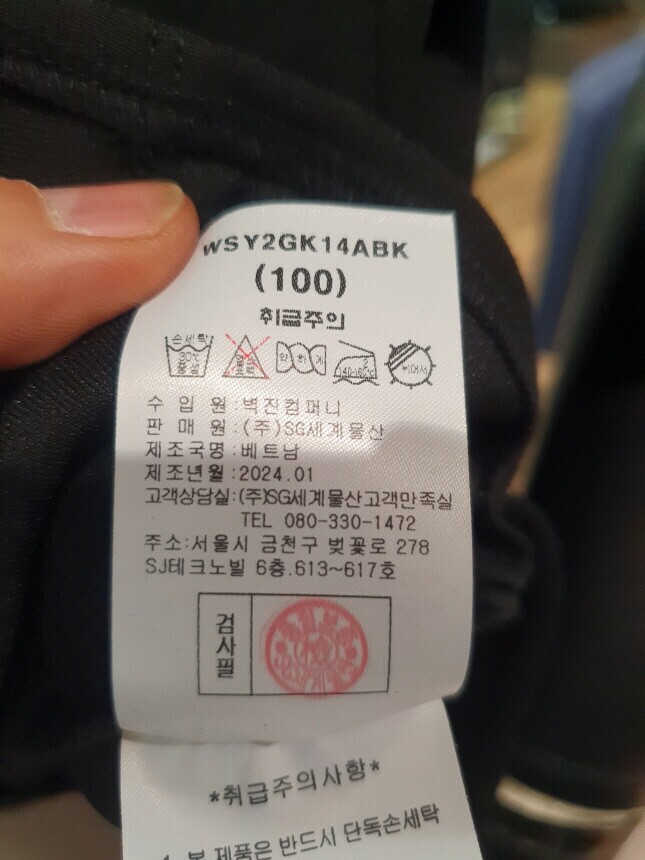 WSY2GK14ABK
(100)
취급주의
손세탁 30℃ 중성
약하게
140~160℃
뉘어서
수 입 원 :벽진컴퍼니
판 매 원 :(주)SG세계물산
제조국명:베트남
제조년월:2024.01
고객상담실:(주)SG세계물산고객만족실
TEL 080-330-1472
주소:서울시 금천구 벚꽃로 278
SJ테크노빌 6층.613~617호
검사필
*취급주의사항*
1. 본 제품은 반드시 단독손세탁